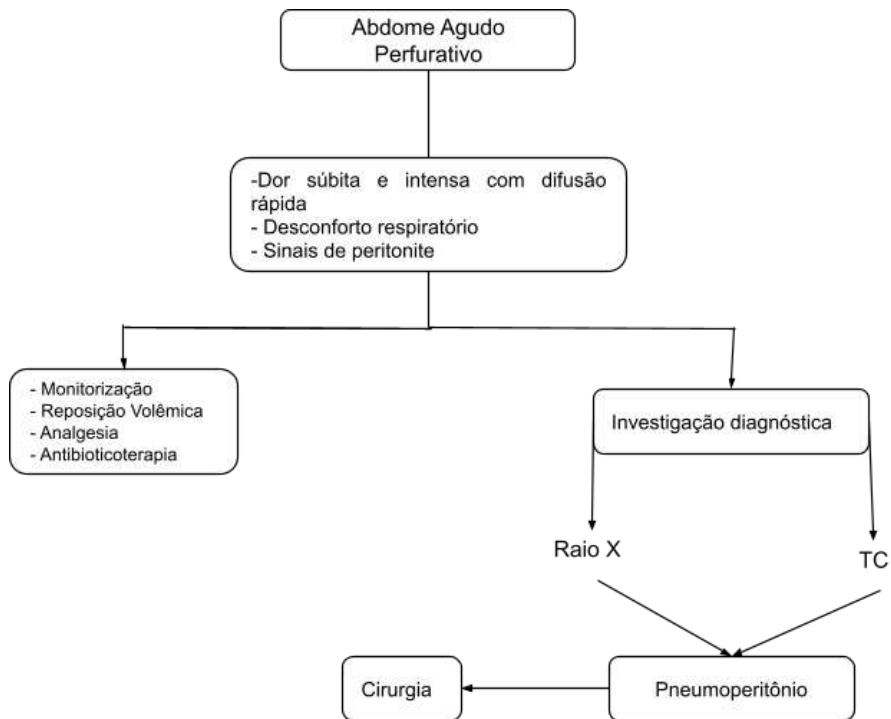 Abdome Agudo
Perfurativo
-Dor súbita e intensa com difusão
rápida
- Desconforto respiratório
- Sinais de peritonite
- Monitorização
- Reposição Volêmica
- Analgesia
- Antibioticoterapia
Investigação diagnóstica
Raio X
TC
Cirurgia
Pneumoperitônio